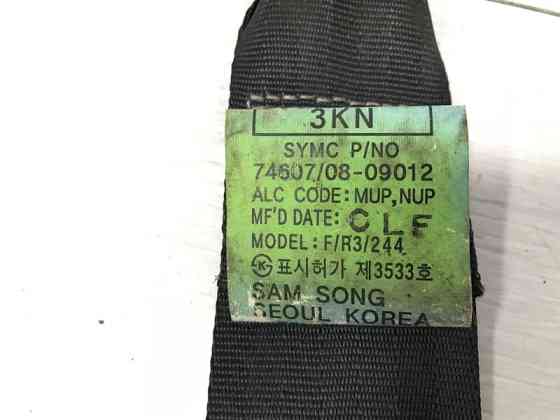 3KN
SYMC P/NO
74607/08-09012
ALC CODE: MUP,NUP
MF'D DATE: CLF
MODEL: F/R3/244
표시허가 제3533호
SAM SONG
SEOUL KOREA